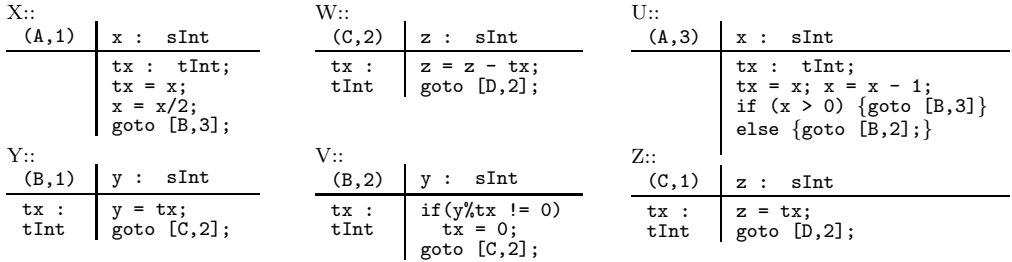 X::
(A,1) x : sInt
tx : tInt;
tx = x;
x = x/2;
goto [B,3];
W::
(C,2) z : sInt
tx : z = z - tx;
tInt goto [D,2];
U::
(A,3) x : sInt
tx : tInt;
tx = x; x = x - 1;
if (x > 0) {goto [B,3]}
else {goto [B,2];}
Y::
(B,1) y : sInt
tx : y = tx;
tInt goto [C,2];
V::
(B,2) y : sInt
tx : if(y%tx != 0)
tInt tx = 0;
goto [C,2];
Z::
(C,1) z : sInt
tx : z = tx;
tInt goto [D,2];